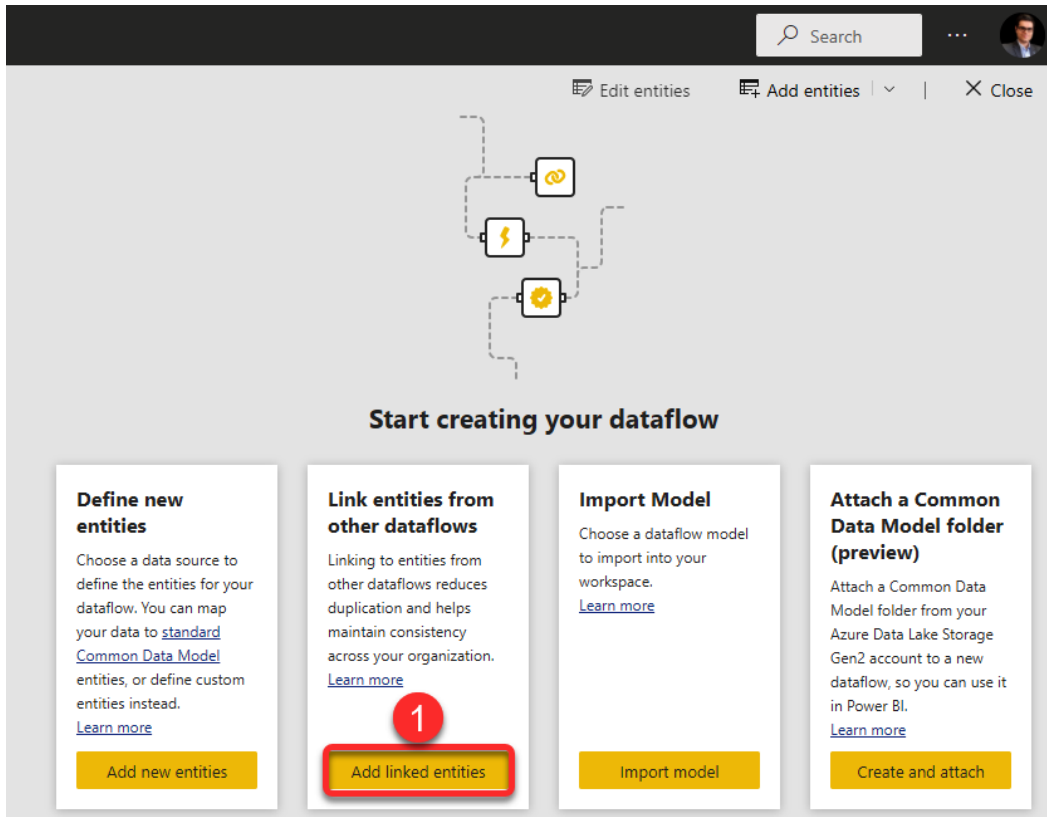 Search
...
Edit entities
Add entities
Close
Start creating your dataflow
Define new
entities
Choose a data source to
define the entities for your
dataflow. You can map
your data to standard
Common Data Model
entities, or define custom
entities instead.
Learn more
Add new entities
Link entities from
other dataflows
Linking to entities from
other dataflows reduces
duplication and helps
maintain consistency
across your organization.
Learn more
1
Add linked entities
Import Model
Choose a dataflow model
to import into your
workspace.
Learn more
Import model
Attach a Common
Data Model folder
(preview)
Attach a Common Data
Model folder from your
Azure Data Lake Storage
Gen2 account to a new
dataflow, so you can use it
in Power BI.
Learn more
Create and attach